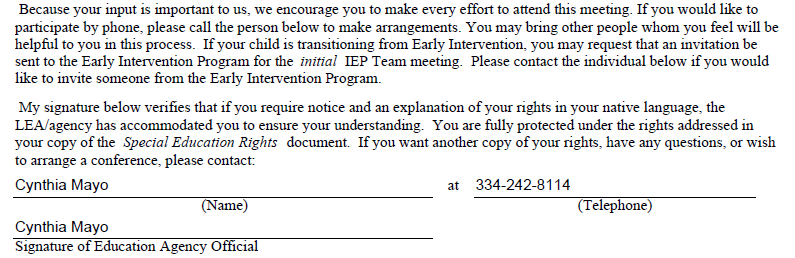 Because your input is important to us, we encourage you to make every effort to attend this meeting. If you would like to
participate by phone, please call the person below to make arrangements. You may bring other people whom you feel will be
helpful to you in this process. If your child is transitioning from Early Intervention, you may request that an invitation be
sent to the Early Intervention Program for the initial IEP Team meeting. Please contact the individual below if you would
like to invite someone from the Early Intervention Program.
My signature below verifies that if you require notice and an explanation of your rights in your native language, the
LEA/agency has accommodated you to ensure your understanding. You are fully protected under the rights addressed in
your copy of the Special Education Rights document. If you want another copy of your rights, have any questions, or wish
to arrange a conference, please contact:
Cynthia Mayo at 334-242-8114
(Name) (Telephone)
Cynthia Mayo
Signature of Education Agency Official